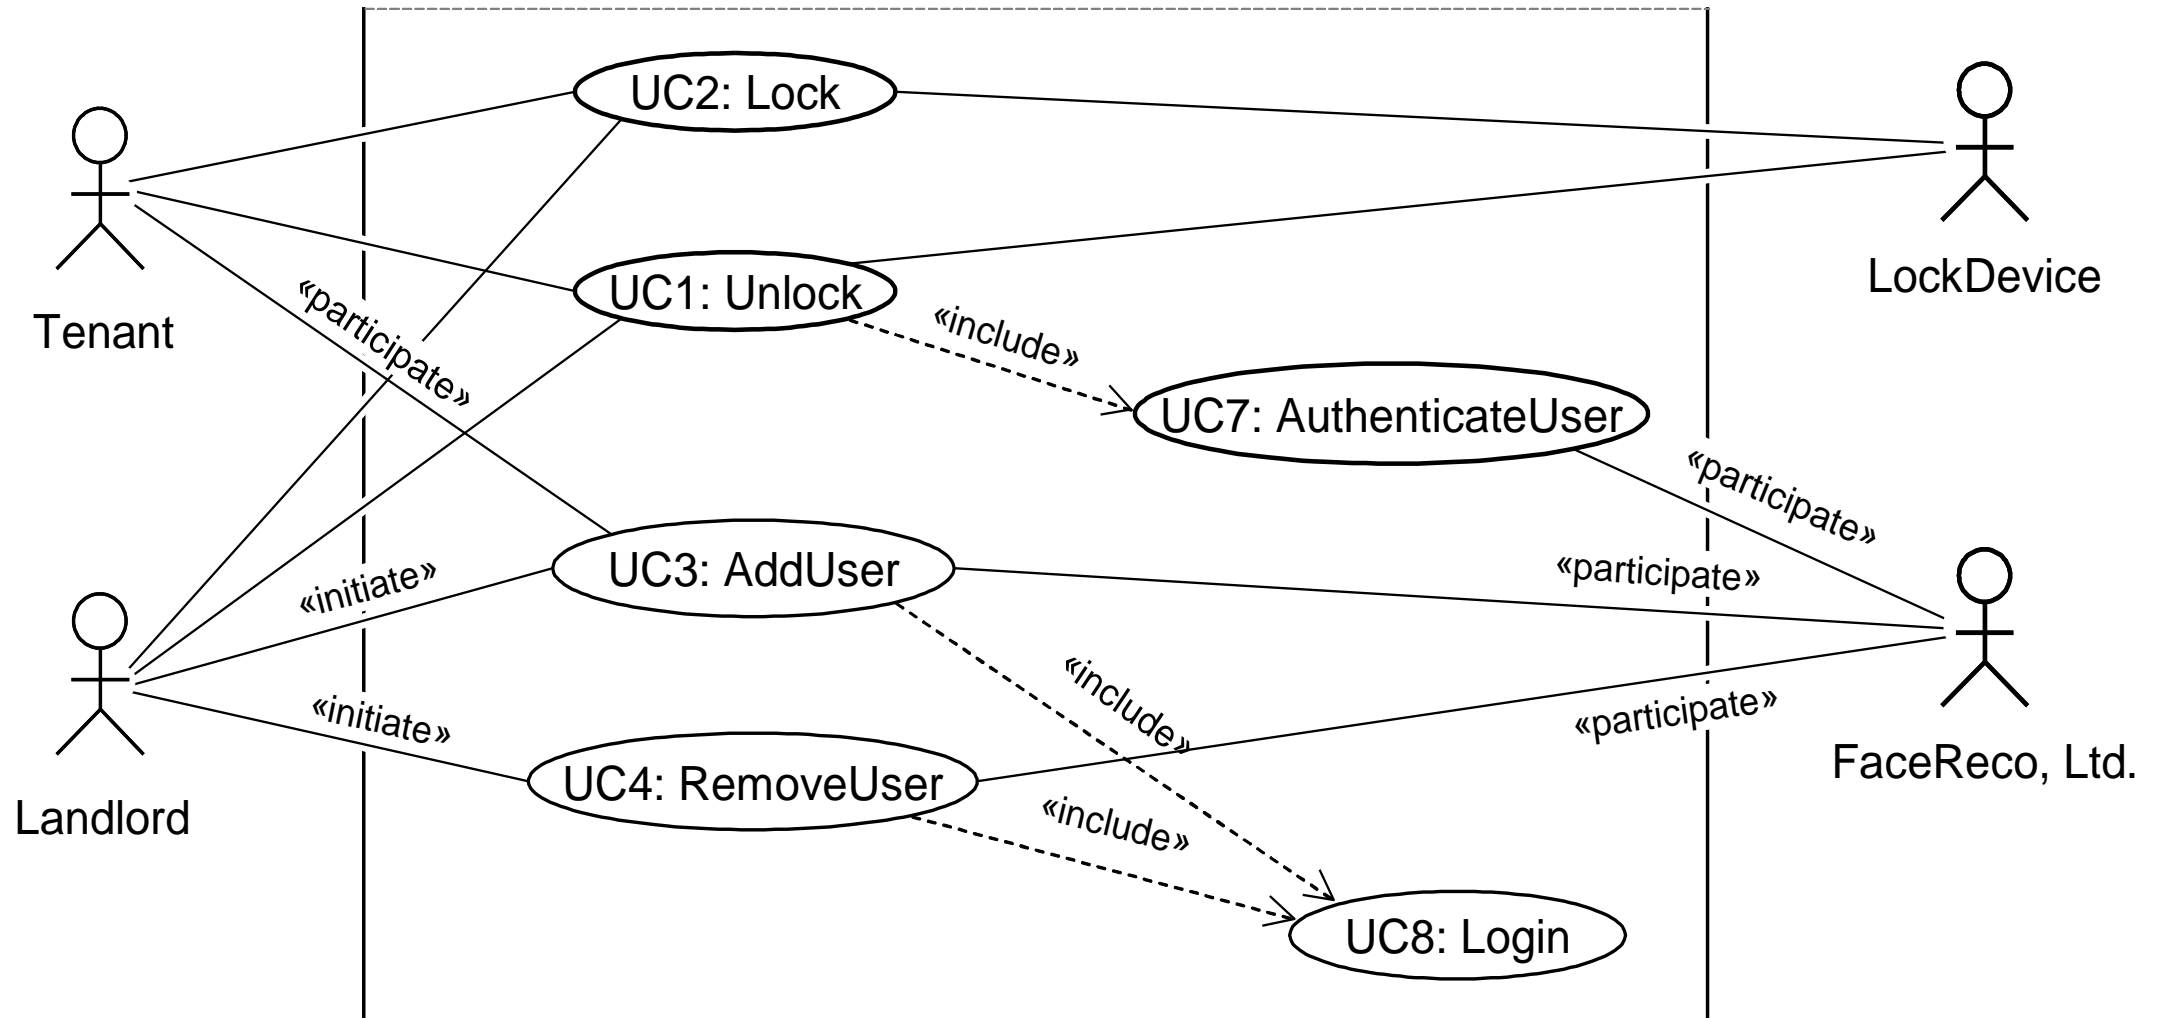 UC2: Lock
LockDevice
UC1: Unlock
Tenant
«participate»
«include»
UC7: AuthenticateUser
«participate»
UC3: AddUser
«initiate»
«participate»
«include»
«initiate»
«participate»
UC4: RemoveUser
FaceReco, Ltd.
Landlord
«include»
UC8: Login